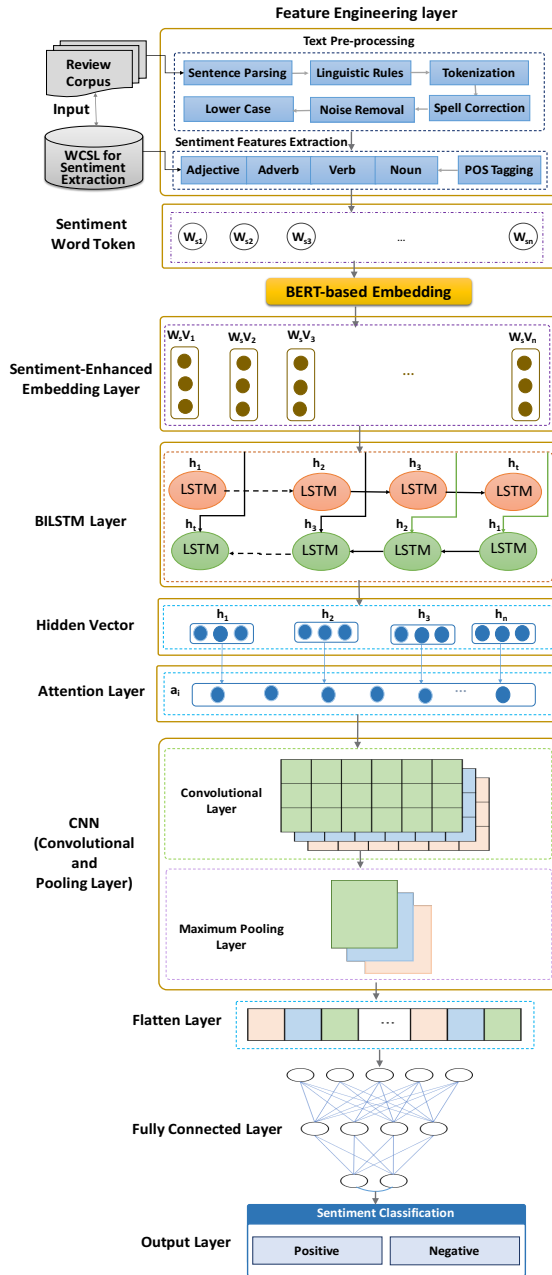 Feature Engineering layer
Text Pre-processing
Review
Corpus
Sentence Parsing
Linguistic Rules
Tokenization
Input
Lower Case
Noise Removal
Spell Correction
WCSL for
Sentiment
Extraction
Sentiment Features Extraction
Adjective
Adverb
Verb
Noun
POS Tagging
Sentiment
Word Token
Ws1
Ws2
Ws3
...
Wsn
BERT-based Embedding
WsV1
WsV2
WsV3
WsVn
Sentiment-Enhanced
Embedding Layer
...
h1
h2
h3
ht
LSTM
LSTM
LSTM
LSTM
BILSTM Layer
ht
h3
h2
h1
LSTM
LSTM
LSTM
LSTM
Hidden Vector
h1
h2
h3
hn
Attention Layer
ai
...
Convolutional
Layer
CNN
(Convolutional
and
Pooling Layer)
Maximum Pooling
Layer
Flatten Layer
...
Fully Connected Layer
Output Layer
Sentiment Classification
Positive
Negative